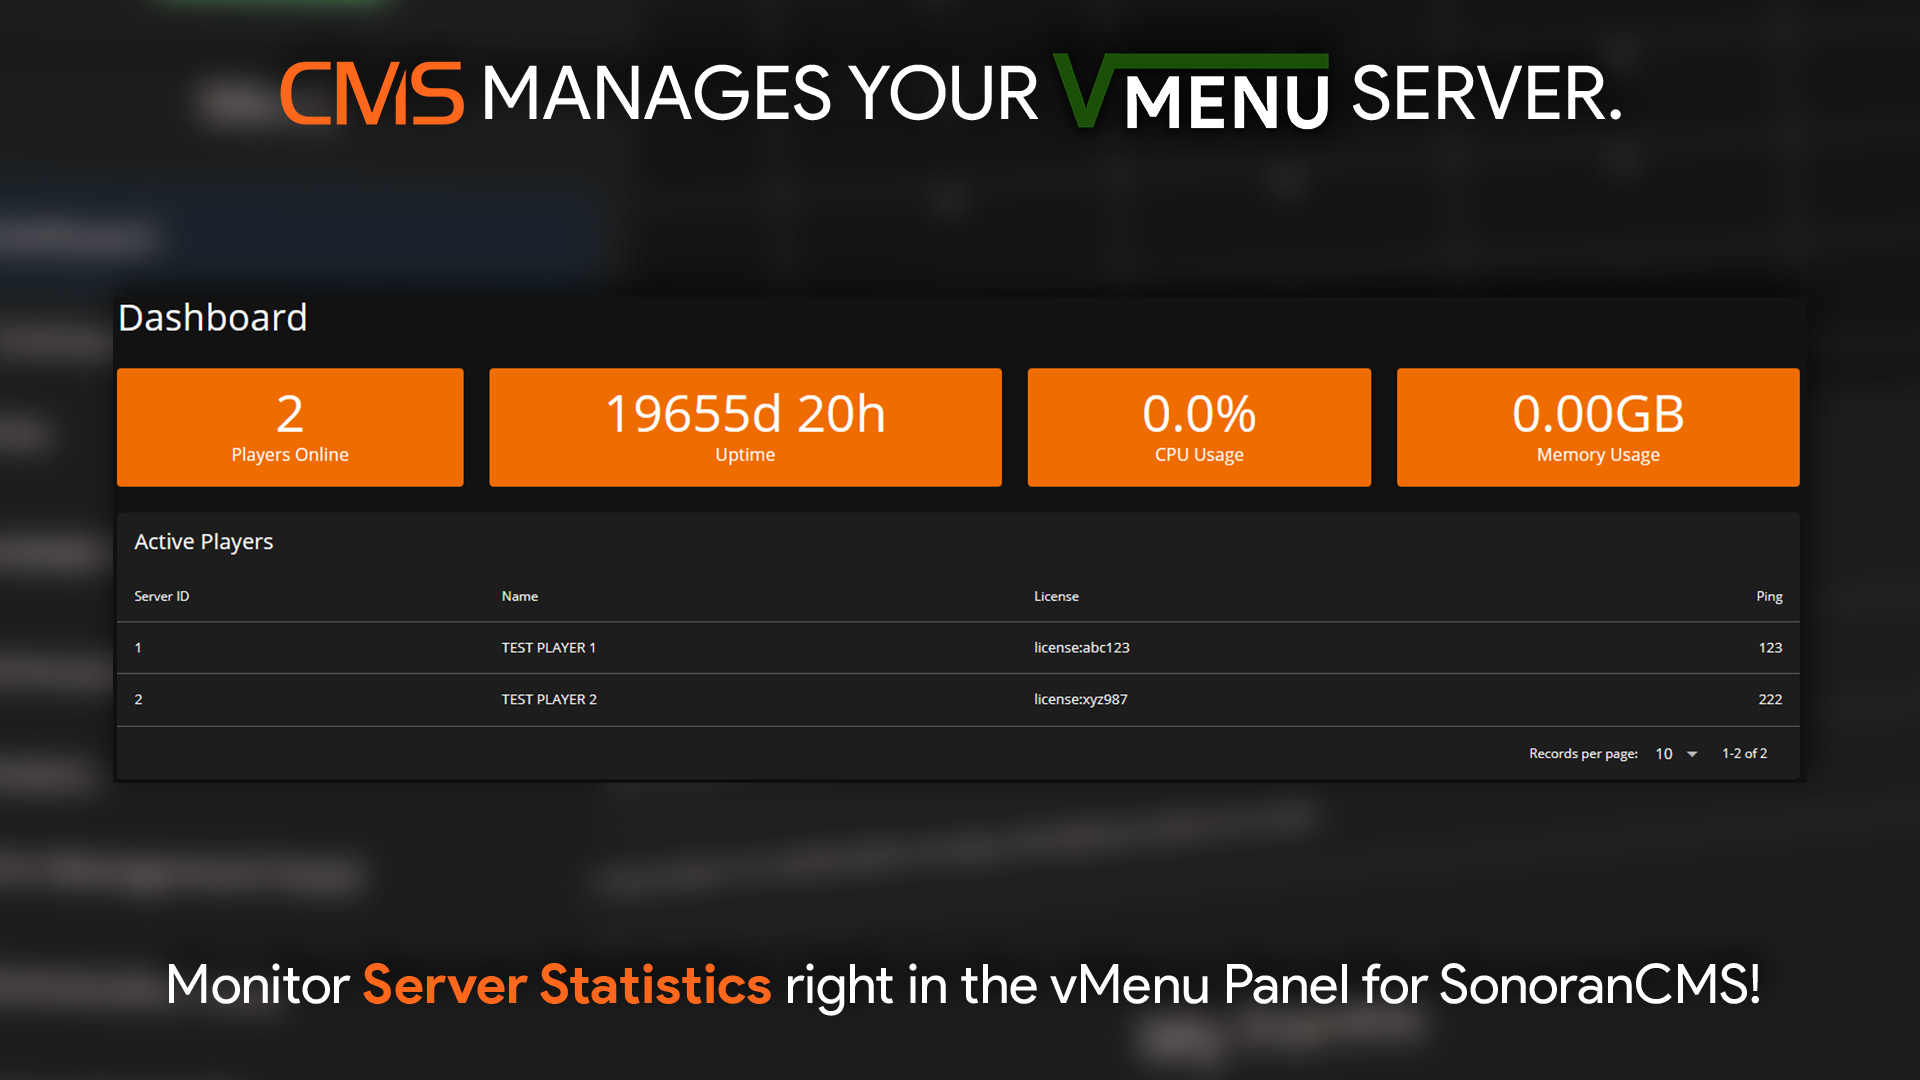 CMS MANAGES YOUR VMENU SERVER.
Dashboard
2
Players Online
19655d 20h
Uptime
0.0%
CPU Usage
0.00GB
Memory Usage
Active Players
Server ID Name License Ping
1 TEST PLAYER 1 license:abc123 123
2 TEST PLAYER 2 license:xyz987 222
Records per page: 10 1-2 of 2
Monitor Server Statistics right in the vMenu Panel for SonoranCMS!